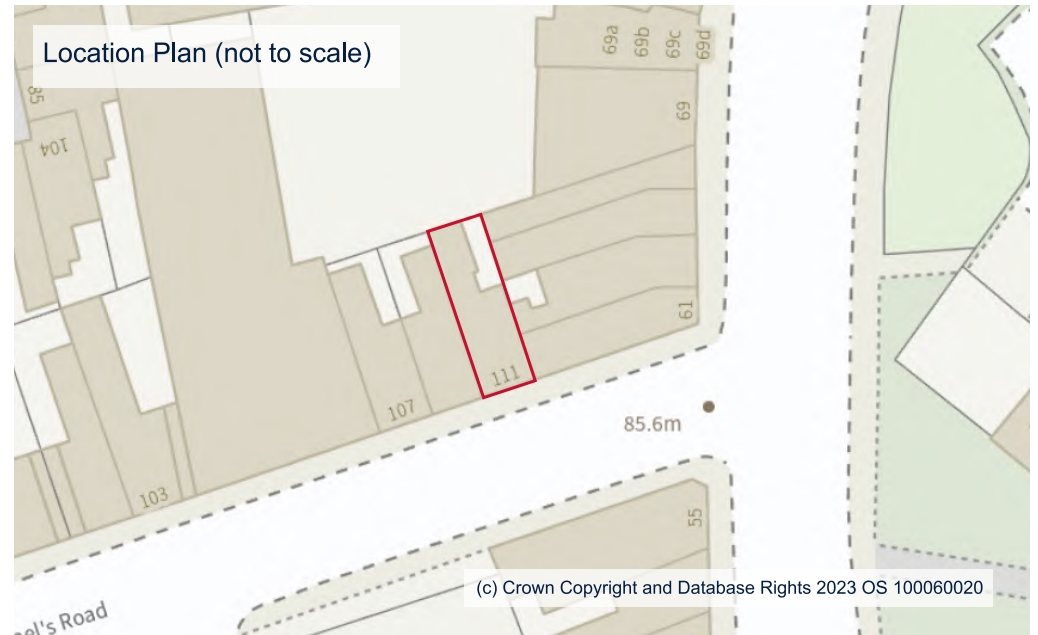 Location Plan (not to scale)
69a
69b
69c
69d
85
104
69
61
111
107
85.6m
103
55
(c) Crown Copyright and Database Rights 2023 OS 100060020
el's Road